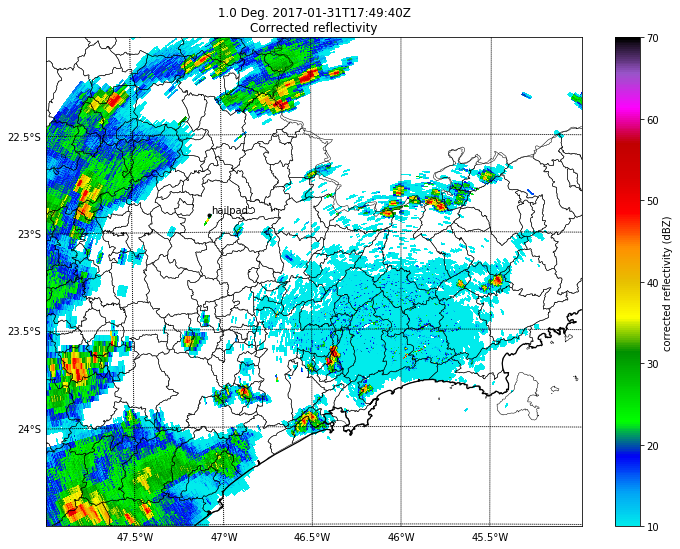 1.0 Deg. 2017-01-31T17:49:40Z
Corrected reflectivity
22.5°S
23°S
23.5°S
24°S
hailpad
47.5°W
47°W
46.5°W
46°W
45.5°W
70
60
50
40
30
20
10
corrected reflectivity (dBZ)